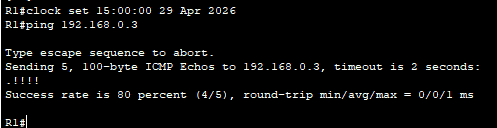 R1#clock set 15:00:00 29 Apr 2026
R1#ping 192.168.0.3
Type escape sequence to abort.
Sending 5, 100-byte ICMP Echos to 192.168.0.3, timeout is 2 seconds:
.!!!!
Success rate is 80 percent (4/5), round-trip min/avg/max = 0/0/1 ms
R1#